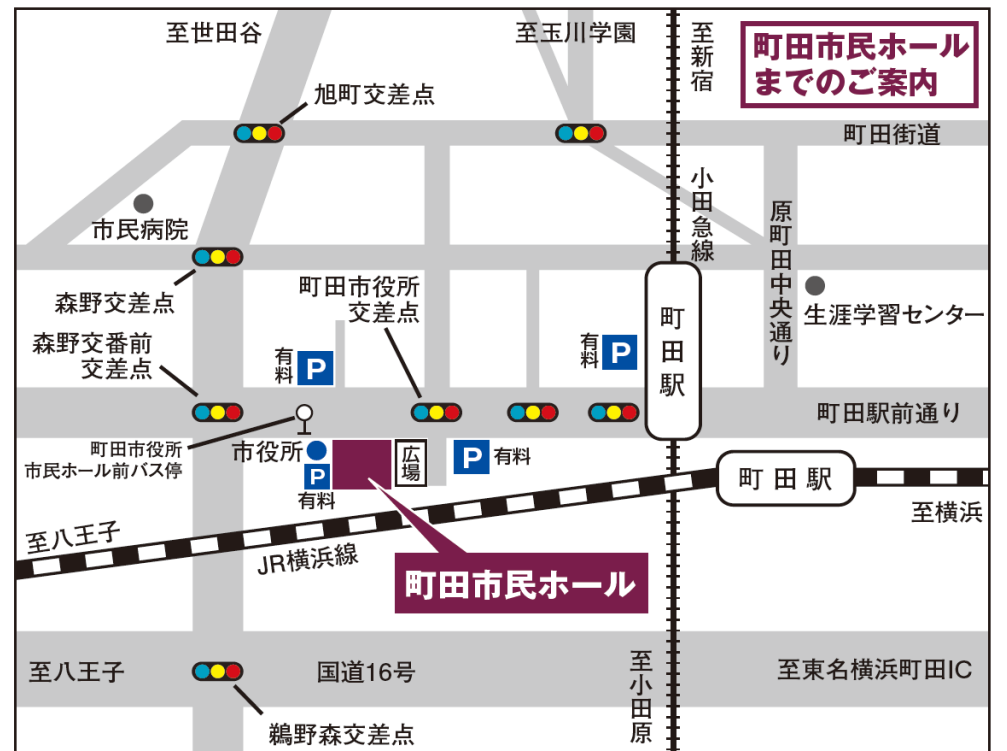 至世田谷
至玉川学園
至新宿
町田市民ホール
までのご案内
旭町交差点
町田街道
小田急線
市民病院
原町田中央通り
森野交差点
町田市役所
交差点
生涯学習センター
森野交番前
交差点
有料
P
有料
P
町田駅
町田駅前通り
町田市役所
市民ホール前バス停
市役所
P
有料
広場
P
有料
町田駅
至横浜
至八王子
JR横浜線
町田市民ホール
至八王子
国道16号
至小田原
至東名横浜町田IC
鵜野森交差点